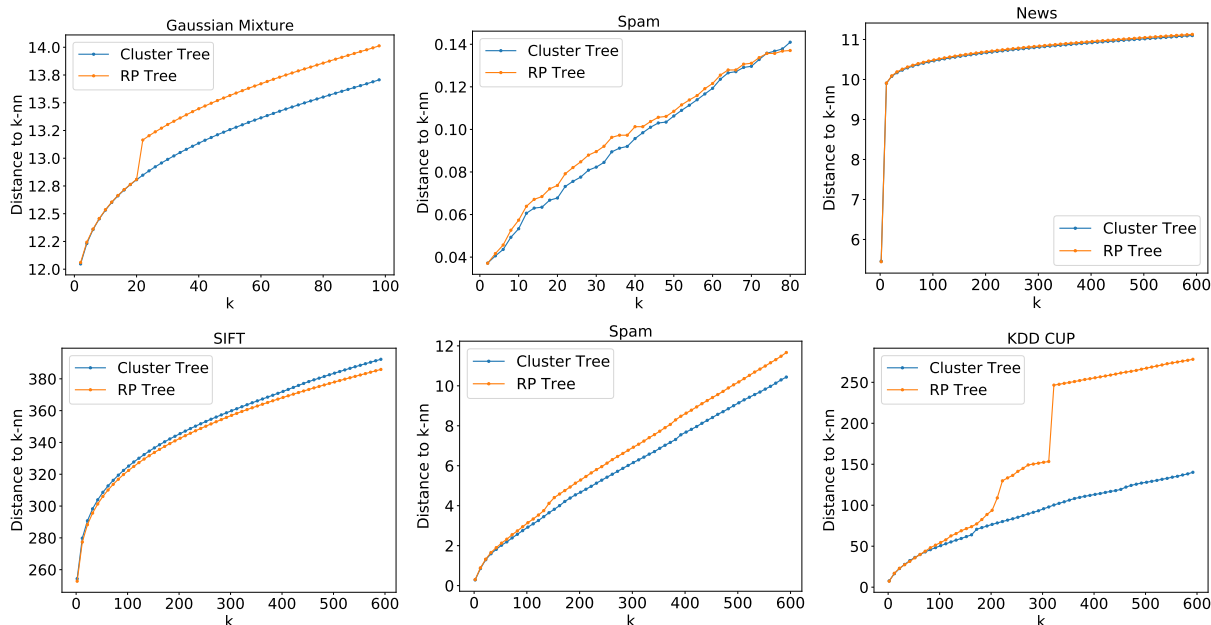 Gaussian Mixture
14.0
13.8
13.5
13.2
13.0
12.8
12.5
12.2
12.0
Distance to k-nn
Cluster Tree
RP Tree
0 20 40 60 80 100
k
Spam
0.14
0.12
0.10
0.08
0.06
0.04
Distance to k-nn
Cluster Tree
RP Tree
0 10 20 30 40 50 60 70 80
k
News
11
10
9
8
7
6
Distance to k-nn
Cluster Tree
RP Tree
0 100 200 300 400 500 600
k
SIFT
380
360
340
320
300
280
260
Distance to k-nn
Cluster Tree
RP Tree
0 100 200 300 400 500 600
k
Spam
12
10
8
6
4
2
0
Distance to k-nn
Cluster Tree
RP Tree
0 100 200 300 400 500 600
k
KDD CUP
250
200
150
100
50
0
Distance to k-nn
Cluster Tree
RP Tree
0 100 200 300 400 500 600
k